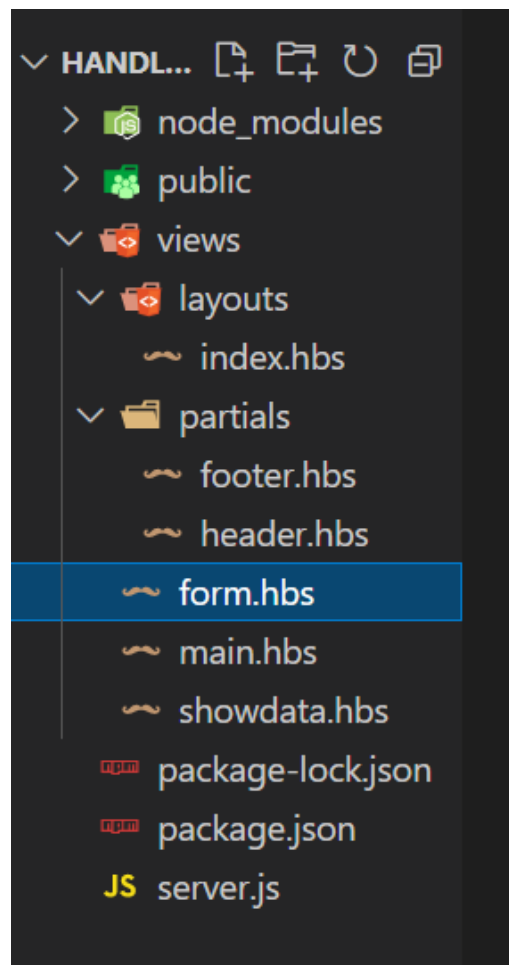 HANDL...
node_modules
public
views
layouts
index.hbs
partials
footer.hbs
header.hbs
form.hbs
main.hbs
showdata.hbs
package-lock.json
package.json
JS server.js